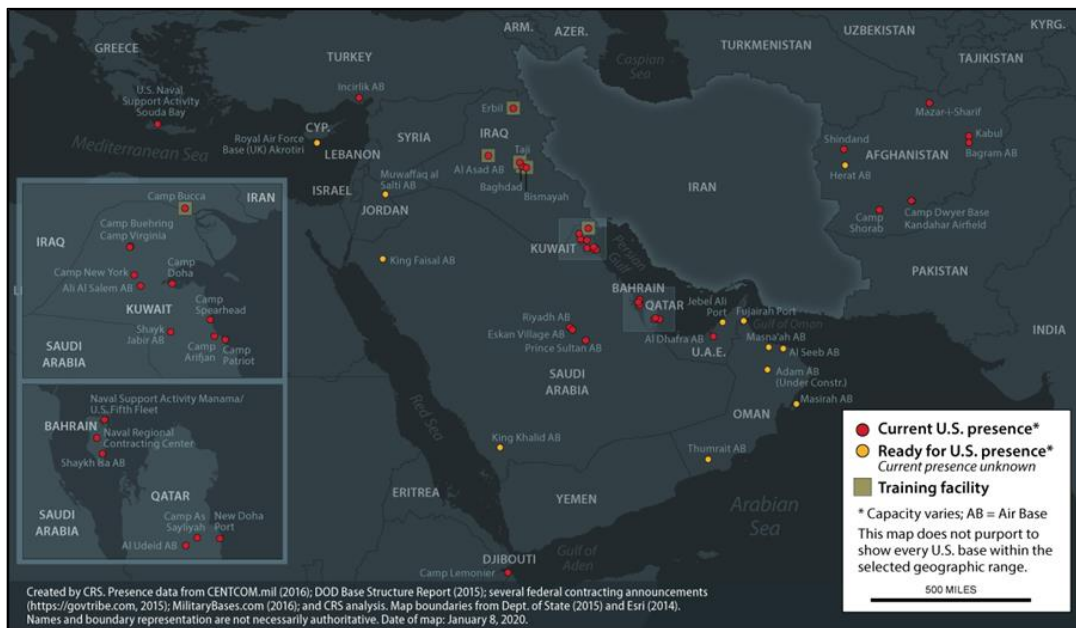 GREECE
TURKEY
ARM.
AZER.
Caspian
Sea
TURKMENISTAN
UZBEKISTAN
KYRG.
TAJIKISTAN
U.S. Naval
Support Activity
Souda Bay
Incirlik AB
Erbil
Mazar-i-Sharif
Mediterranean Sea
CYP.
Royal Air Force
Base (UK) Akrotiri
LEBANON
SYRIA
IRAQ
Taji
Al Asad AB
Baghdad
Bismayah
Shindand
Kabul
AFGHANISTAN
Bagram AB
Herat AB
ISRAEL
Muwaffaq al
Salti AB
JORDAN
IRAN
Camp
Shorab
Camp Dwyer Base
Kandahar Airfield
KUWAIT
Persian
Gulf
King Faisal AB
PAKISTAN
BAHRAIN
QATAR
Jebel Ali
Port
Fujairah Port
Gulf of Oman
INDIA
Riyadh AB
Eskan Village AB
Prince Sultan AB
Al Dhafra AB
U.A.E.
Masna'ah AB
Al Seeb AB
SAUDI
ARABIA
Adam AB
(Under Constr.)
OMAN
Masirah AB
Red Sea
King Khalid AB
Thumrait AB
ERITREA
YEMEN
Arabian
Sea
Gulf of
Aden
DJIBOUTI
Camp Lemonier
Camp Bucca
IRAN
IRAQ
Camp Buehring
Camp Virginia
Camp New York
Camp
Doha
Ali Al Salem AB
KUWAIT
Camp
Spearhead
Shayk
Jabir AB
SAUDI
ARABIA
Camp
Arifjan
Camp
Patriot
Naval Support Activity Manama/
U.S. Fifth Fleet
BAHRAIN
Naval Regional
Contracting Center
Shaykh Isa AB
QATAR
SAUDI
ARABIA
Camp As
Sayliyah
New Doha
Port
Al Udeid AB
Current U.S. presence*
Ready for U.S. presence*
Current presence unknown
Training facility
* Capacity varies; AB = Air Base
This map does not purport to
show every U.S. base within the
selected geographic range.
500 MILES
Created by CRS. Presence data from CENTCOM.mil (2016); DOD Base Structure Report (2015); several federal contracting announcements
(https://govtribe.com, 2015); MilitaryBases.com (2016); and CRS analysis. Map boundaries from Dept. of State (2015) and Esri (2014).
Names and boundary representation are not necessarily authoritative. Date of map: January 8, 2020.